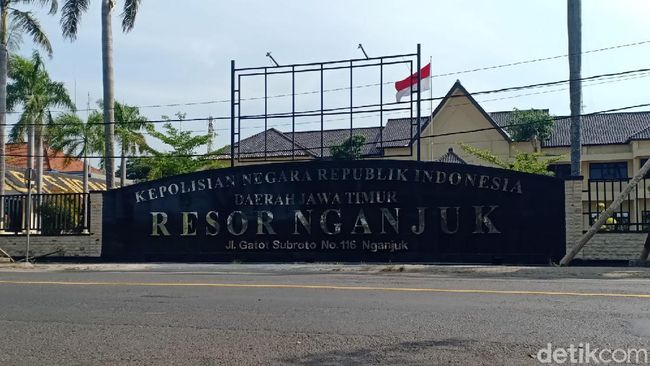 KEPOLISIAN NEGARA REPUBLIK INDONESIA
DAERAH JAWA TIMUR
RESOR NGANJUK
Jl. Gatot Subroto No. 116 Nganjuk
detikcom